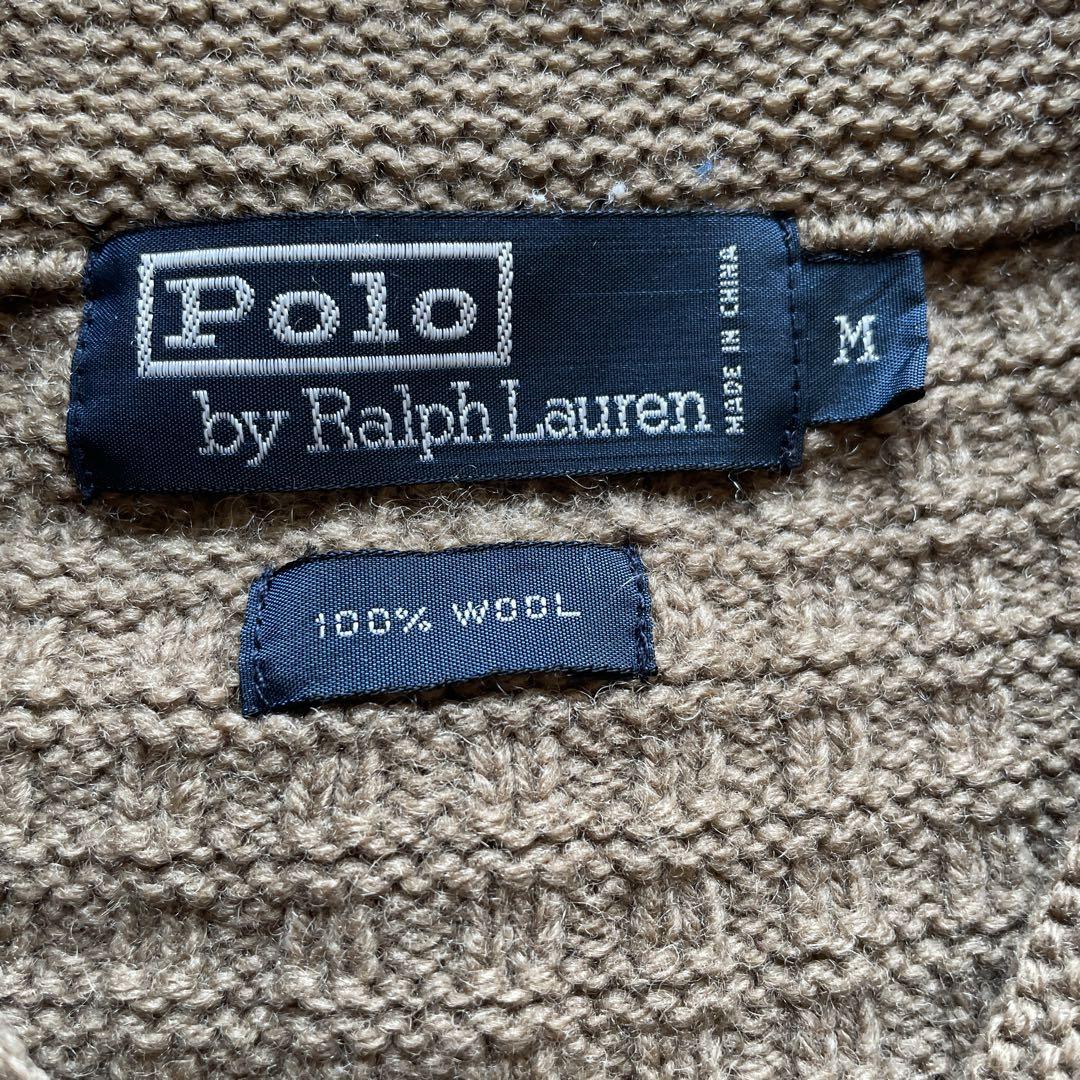 Polo
by Ralph Lauren
MADE IN CHINA
M
100% WOOL